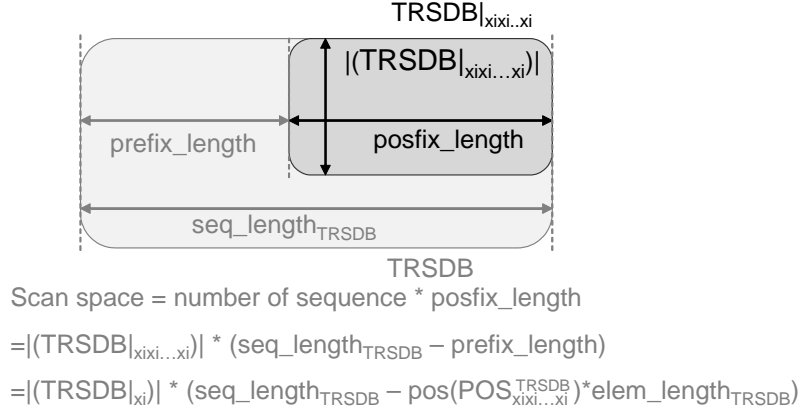 TRSDB|xixi..xi
|(TRSDB|xixi...xi)|
prefix_length
posfix_length
seq_lengthTRSDB
TRSDB
Scan space = number of sequence * posfix_length
=|(TRSDB|xixi...xi)| * (seq_lengthTRSDB – prefix_length)
=|(TRSDB|xi)| * (seq_lengthTRSDB – pos(POSTRSDBxixi...xi)*elem_lengthTRSDB)